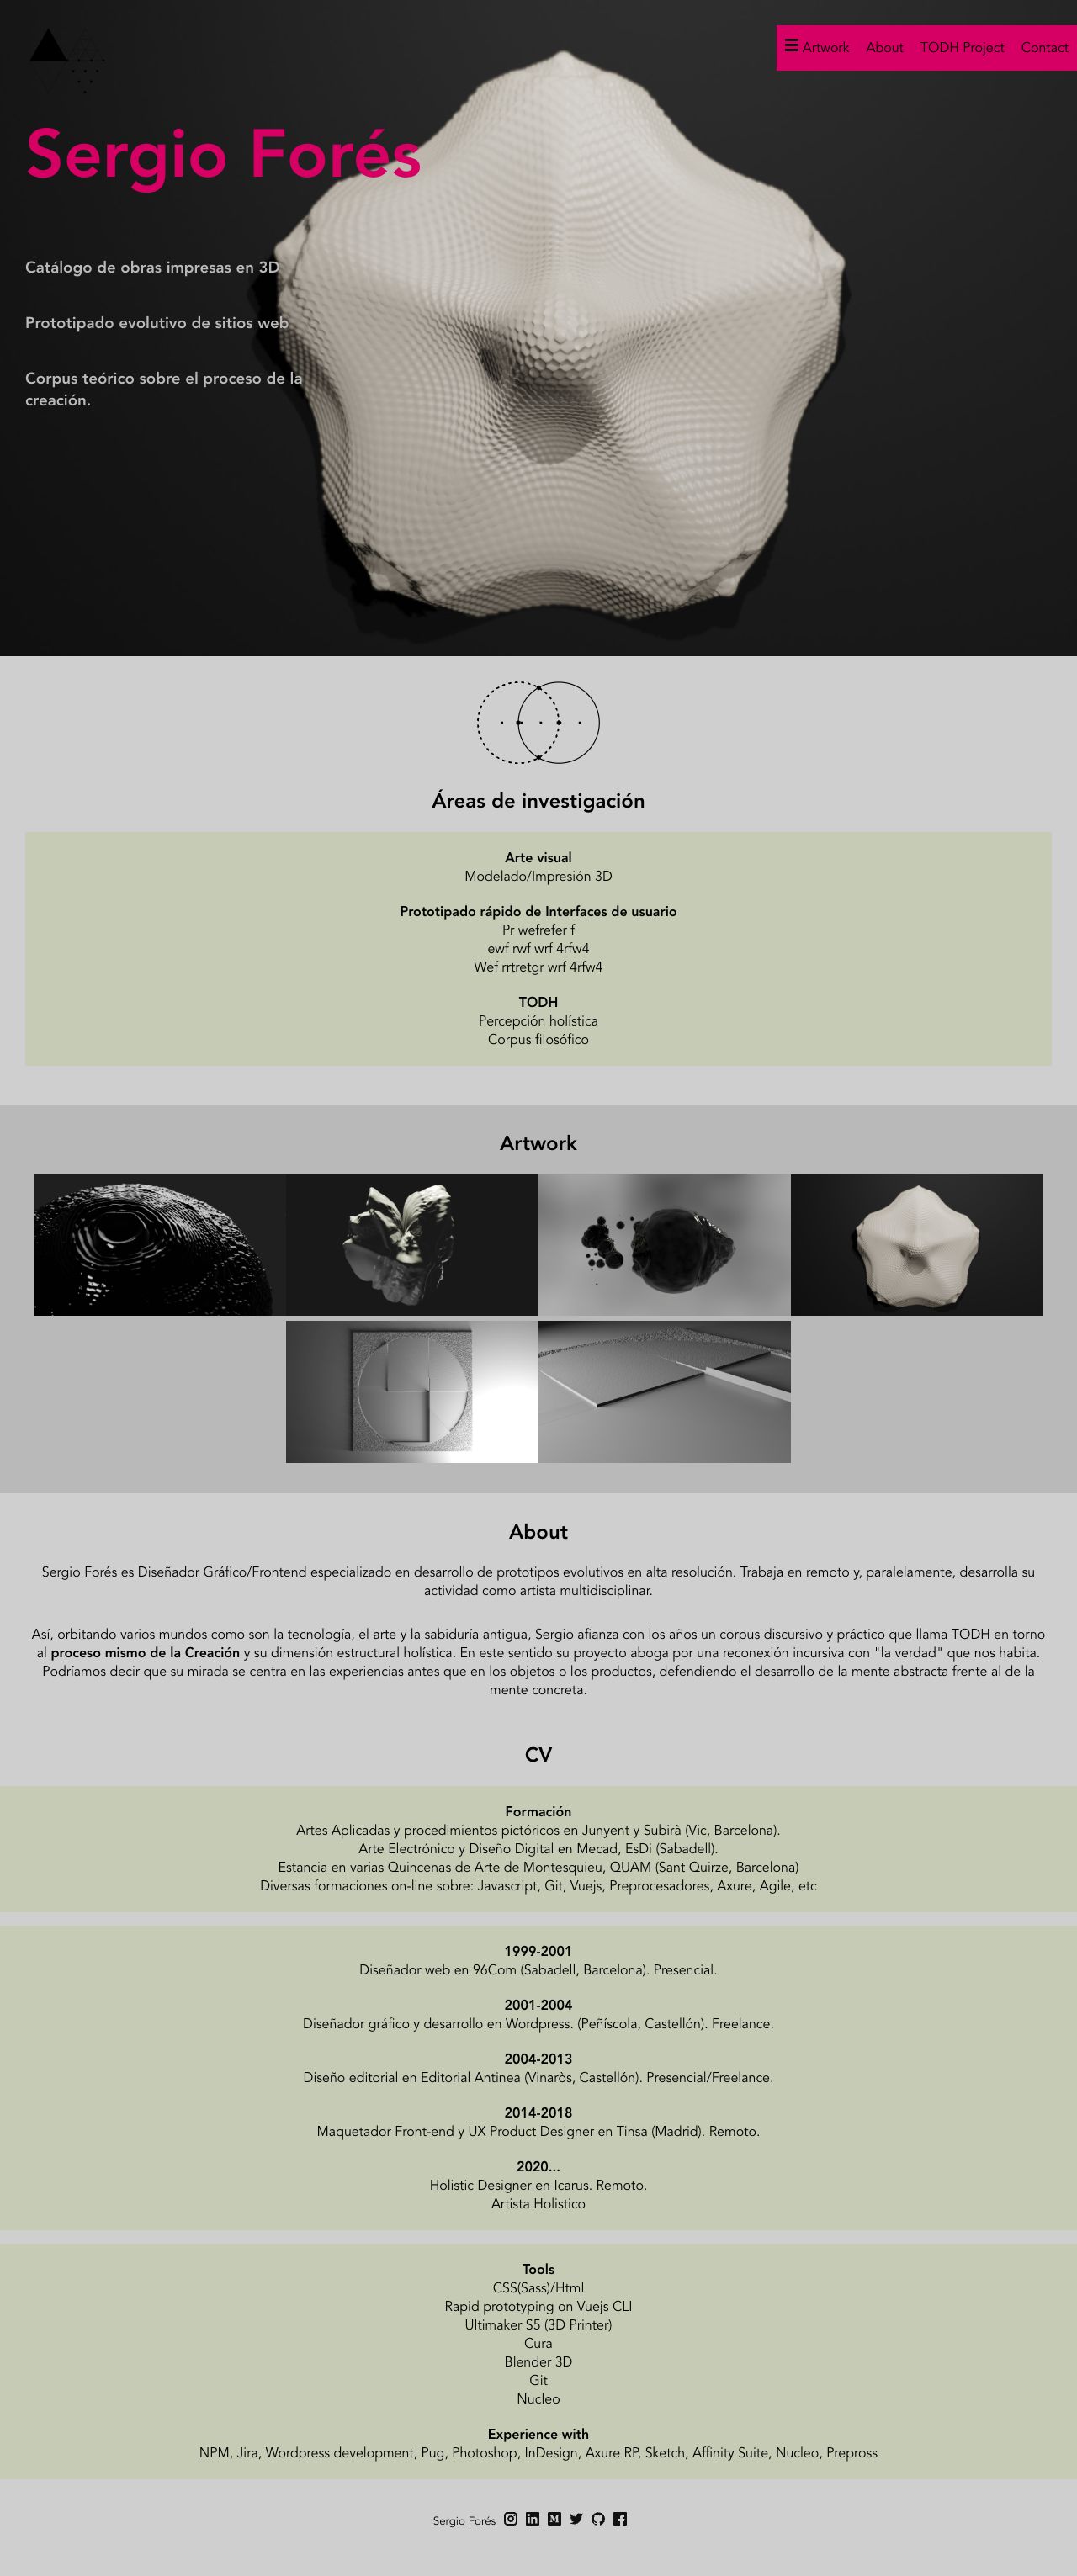 Artwork About TODH Project Contact
Sergio Forés
Catálogo de obras impresas en 3D
Prototipado evolutivo de sitios web
Corpus teórico sobre el proceso de la
creación.
Áreas de investigación
Arte visual
Modelado/Impresión 3D
Prototipado rápido de Interfaces de usuario
Pr wefrefer f
ewf rwf wrf 4rfw4
Wef rrtretgr wrf 4rfw4
TODH
Percepción holística
Corpus filosófico
Artwork
About
Sergio Forés es Diseñador Gráfico/Frontend especializado en desarrollo de prototipos evolutivos en alta resolución. Trabaja en remoto y, paralelamente, desarrolla su
actividad como artista multidisciplinar.
Así, orbitando varios mundos como son la tecnología, el arte y la sabiduría antigua, Sergio afianza con los años un corpus discursivo y práctico que llama TODH en torno
al proceso mismo de la Creación y su dimensión estructural holística. En este sentido su proyecto aboga por una reconexión incursiva con "la verdad" que nos habita.
Podríamos decir que su mirada se centra en las experiencias antes que en los objetos o los productos, defendiendo el desarrollo de la mente abstracta frente al de la
mente concreta.
CV
Formación
Artes Aplicadas y procedimientos pictóricos en Junyent y Subirà (Vic, Barcelona).
Arte Electrónico y Diseño Digital en Mecad, EsDi (Sabadell).
Estancia en varias Quincenas de Arte de Montesquieu, QUAM (Sant Quirze, Barcelona)
Diversas formaciones on-line sobre: Javascript, Git, Vuejs, Preprocesadores, Axure, Agile, etc
1999-2001
Diseñador web en 96Com (Sabadell, Barcelona). Presencial.
2001-2004
Diseñador gráfico y desarrollo en Wordpress. (Peñíscola, Castellón). Freelance.
2004-2013
Diseño editorial en Editorial Antinea (Vinaròs, Castellón). Presencial/Freelance.
2014-2018
Maquetador Front-end y UX Product Designer en Tinsa (Madrid). Remoto.
2020...
Holistic Designer en Icarus. Remoto.
Artista Holistico
Tools
CSS(Sass)/Html
Rapid prototyping on Vuejs CLI
Ultimaker S5 (3D Printer)
Cura
Blender 3D
Git
Nucleo
Experience with
NPM, Jira, Wordpress development, Pug, Photoshop, InDesign, Axure RP, Sketch, Affinity Suite, Nucleo, Prepross
Sergio Forés